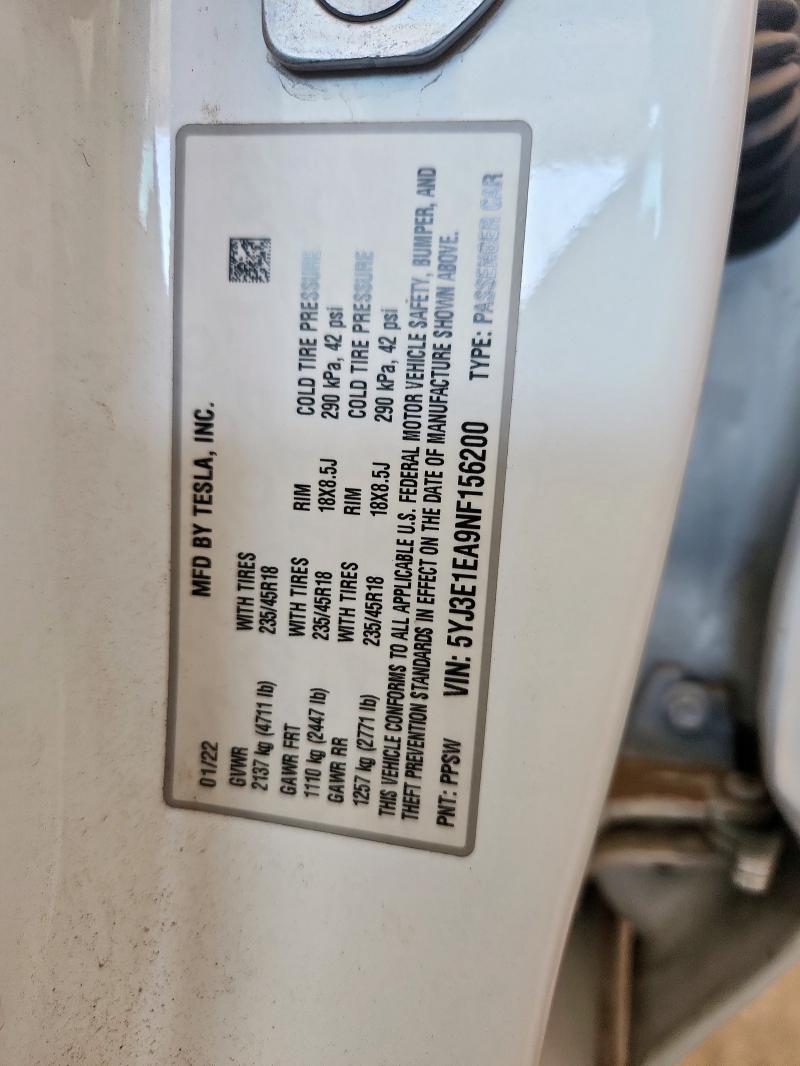 MFD BY TESLA, INC.
01/22
GVWR WITH TIRES
2137 kg (4711 lb) 235/45R18
GAWR FRT WITH TIRES RIM COLD TIRE PRESSURE
1110 kg (2447 lb) 235/45R18 18X8.5J 290 kPa, 42 psi
GAWR RR WITH TIRES RIM COLD TIRE PRESSURE
1257 kg (2771 lb) 235/45R18 18X8.5J 290 kPa, 42 psi
THIS VEHICLE CONFORMS TO ALL APPLICABLE U.S. FEDERAL MOTOR VEHICLE SAFETY, BUMPER, AND
THEFT PREVENTION STANDARDS IN EFFECT ON THE DATE OF MANUFACTURE SHOWN ABOVE.
PNT: PPSW VIN: 5YJ3E1EA9NF156200 TYPE: PASSENGER CAR